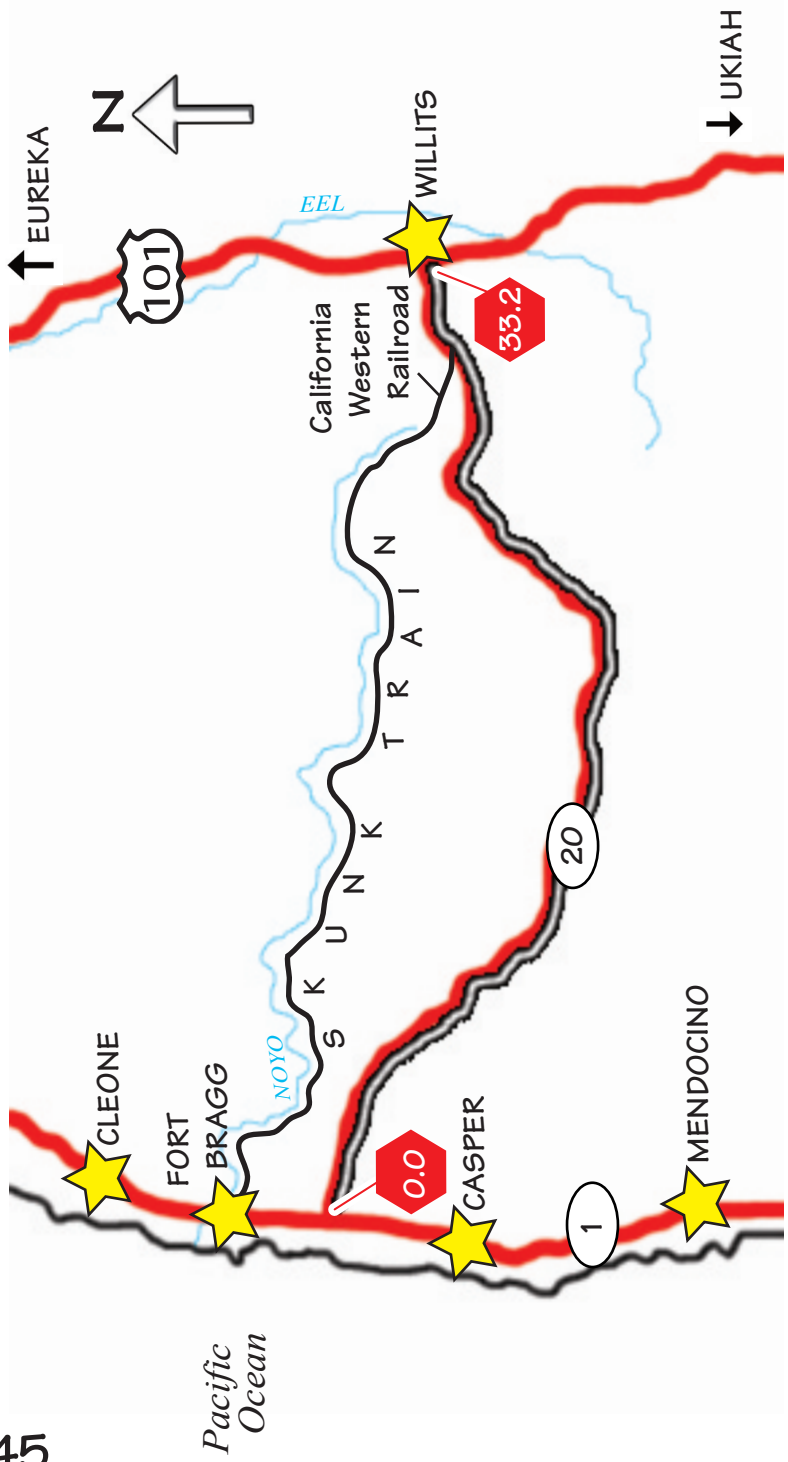 45
EUREKA
N
CLEONE
101
FORT
BRAGG
Pacific
Ocean
NOYO
EEL
California
Western
Railroad
SKUNK TRAIN
0.0
WILLITS
CASPER
33.2
20
1
MENDOCINO
UKIAH